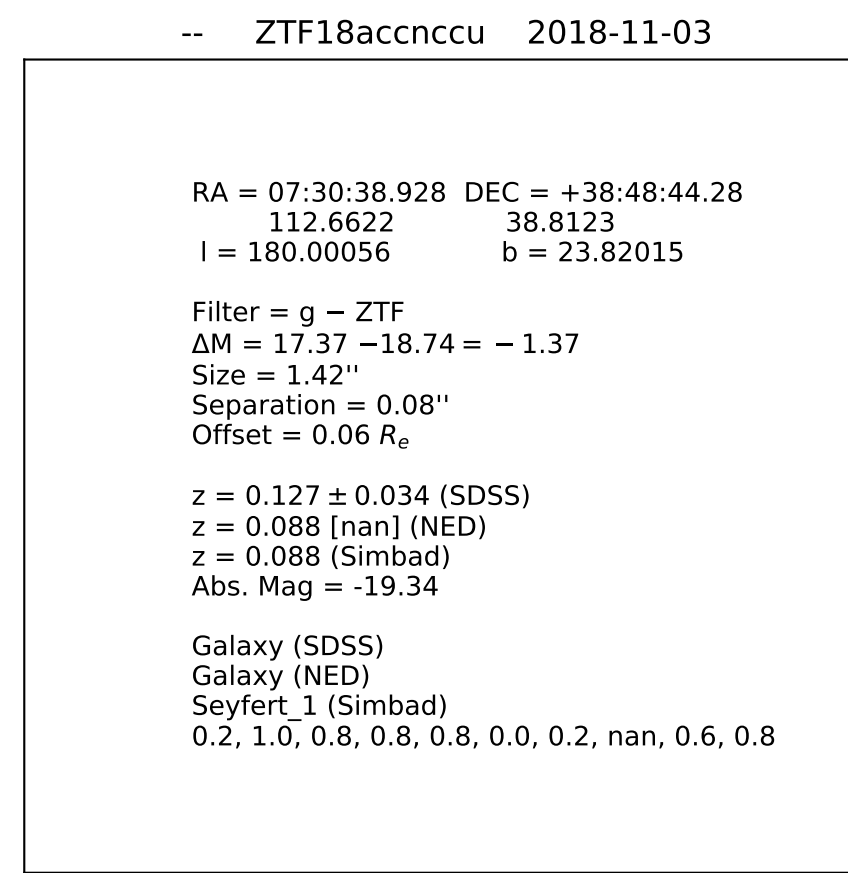 -- ZTF18accnccu 2018-11-03
RA = 07:30:38.928 DEC = +38:48:44.28
112.6622 38.8123
l = 180.00056 b = 23.82015
Filter = g − ZTF
ΔM = 17.37 −18.74 = − 1.37
Size = 1.42''
Separation = 0.08''
Offset = 0.06 Rₑ
z = 0.127 ± 0.034 (SDSS)
z = 0.088 [nan] (NED)
z = 0.088 (Simbad)
Abs. Mag = -19.34
Galaxy (SDSS)
Galaxy (NED)
Seyfert_1 (Simbad)
0.2, 1.0, 0.8, 0.8, 0.8, 0.0, 0.2, nan, 0.6, 0.8